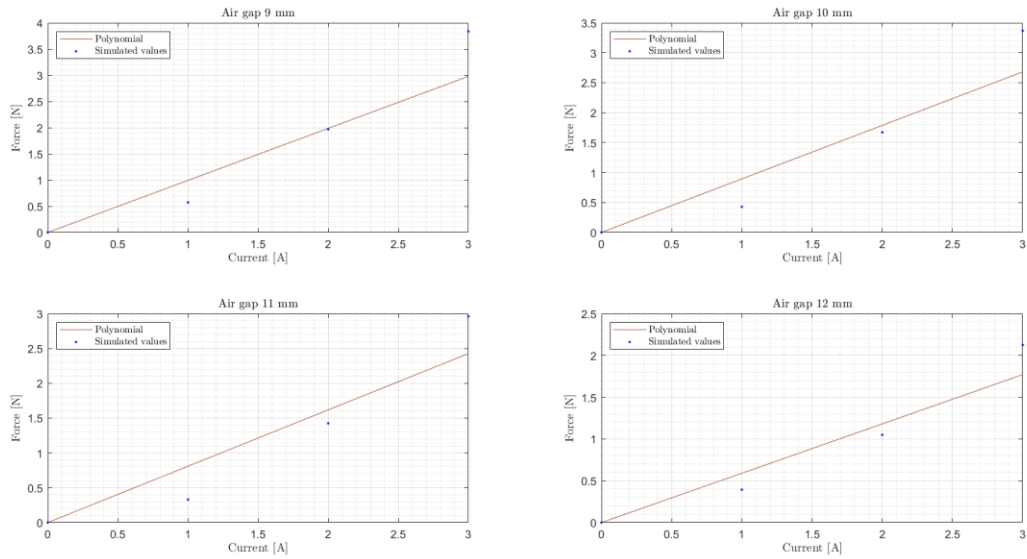 Air gap 9 mm
Polynomial
Simulated values
Force [N]
4
3.5
3
2.5
2
1.5
1
0.5
0
0 0.5 1 1.5 2 2.5 3
Current [A]
Air gap 10 mm
Polynomial
Simulated values
Force [N]
3.5
3
2.5
2
1.5
1
0.5
0
0 0.5 1 1.5 2 2.5 3
Current [A]
Air gap 11 mm
Polynomial
Simulated values
Force [N]
3
2.5
2
1.5
1
0.5
0
0 0.5 1 1.5 2 2.5 3
Current [A]
Air gap 12 mm
Polynomial
Simulated values
Force [N]
2.5
2
1.5
1
0.5
0
0 0.5 1 1.5 2 2.5 3
Current [A]